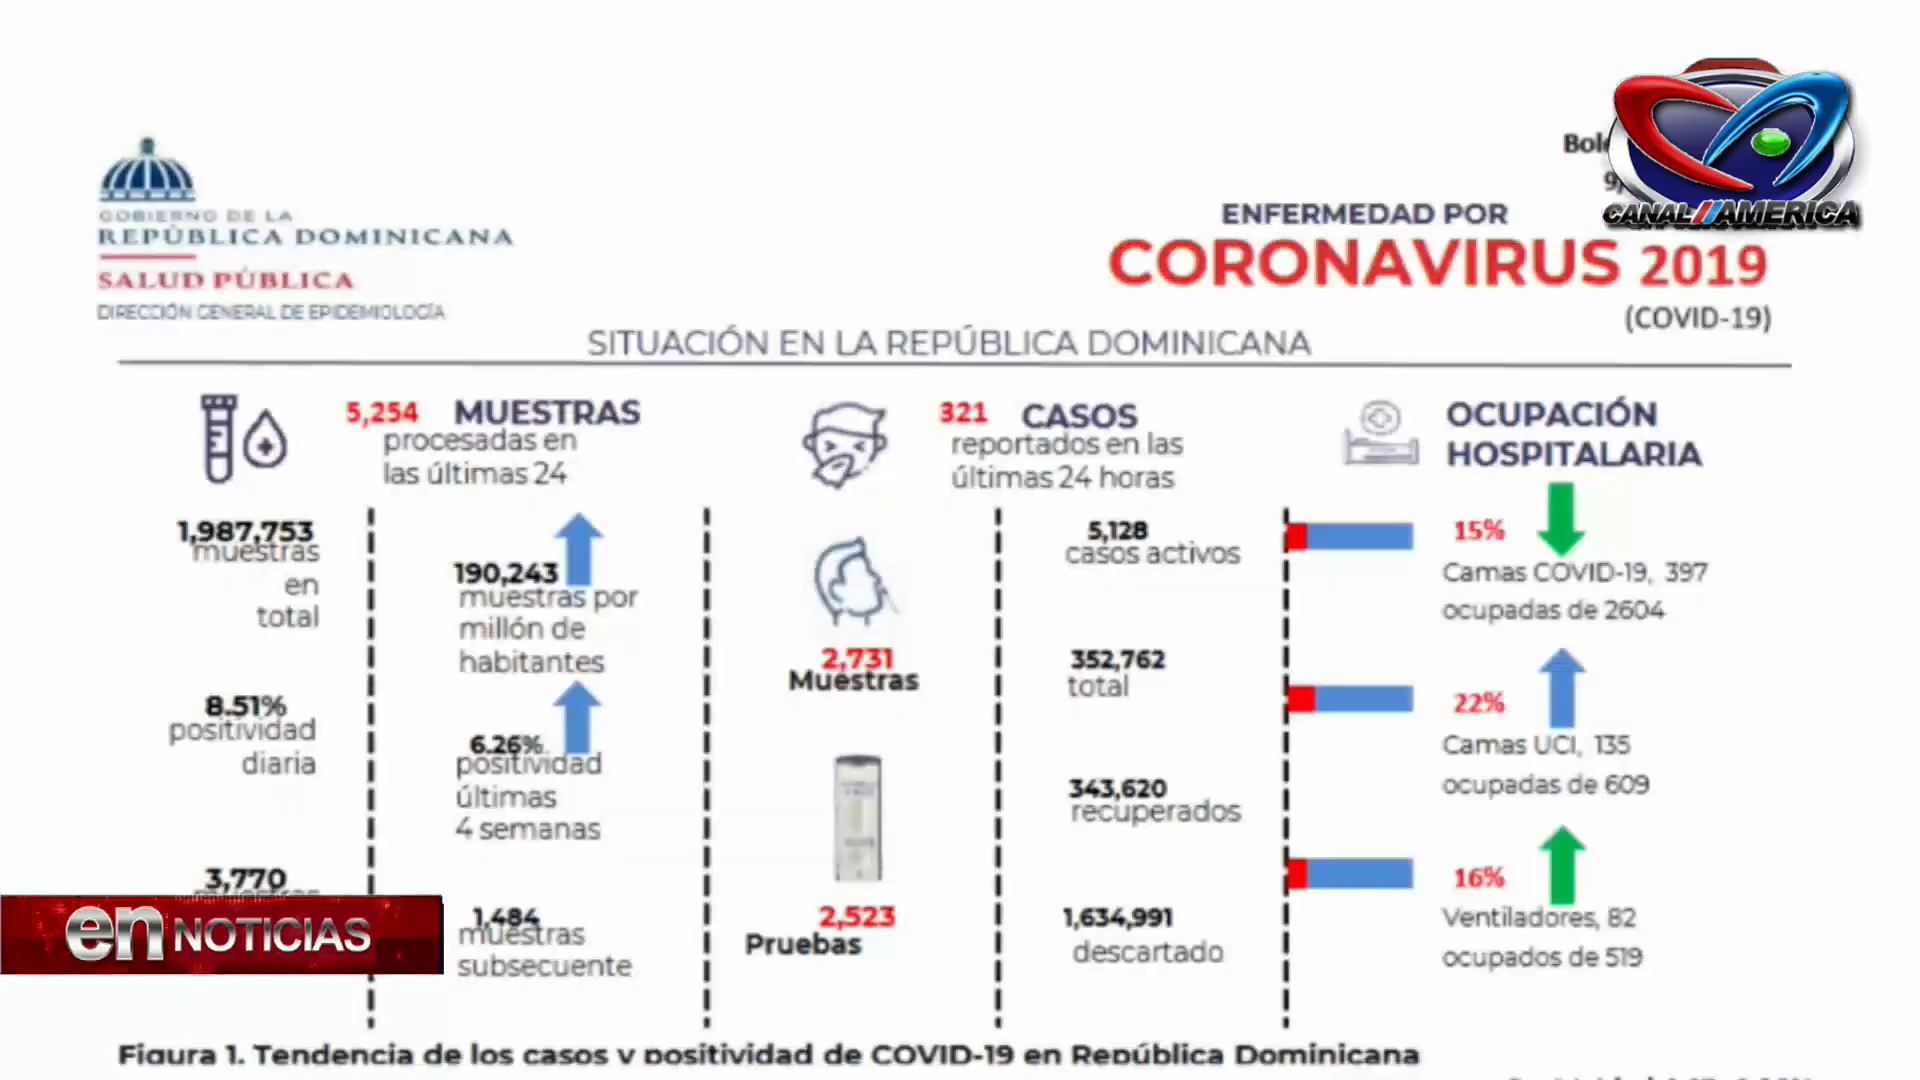 GOBIERNO DE LA
REPÚBLICA DOMINICANA
SALUD PÚBLICA
DIRECCIÓN GENERAL DE EPIDEMIOLOGÍA
CANAL AMERICA
ENFERMEDAD POR
CORONAVIRUS 2019
(COVID-19)
SITUACIÓN EN LA REPÚBLICA DOMINICANA
5,254 MUESTRAS
procesadas en
las últimas 24
1,987,753
muestras
en
total
8.51%
positividad
diaria
3,770
190,243
muestras por
millón de
habitantes
6.26%
positividad
últimas
4 semanas
1,484
muestras
subsecuente
321 CASOS
reportados en las
últimas 24 horas
2,731
Muestras
2,523
Pruebas
5,128
casos activos
352,762
total
343,620
recuperados
1,634,991
descartado
OCUPACIÓN
HOSPITALARIA
15%
Camas COVID-19, 397
ocupadas de 2604
22%
Camas UCI, 135
ocupadas de 609
16%
Ventiladores, 82
ocupados de 519
en NOTICIAS
Figura 1. Tendencia de los casos y positividad de COVID-19 en República Dominicana